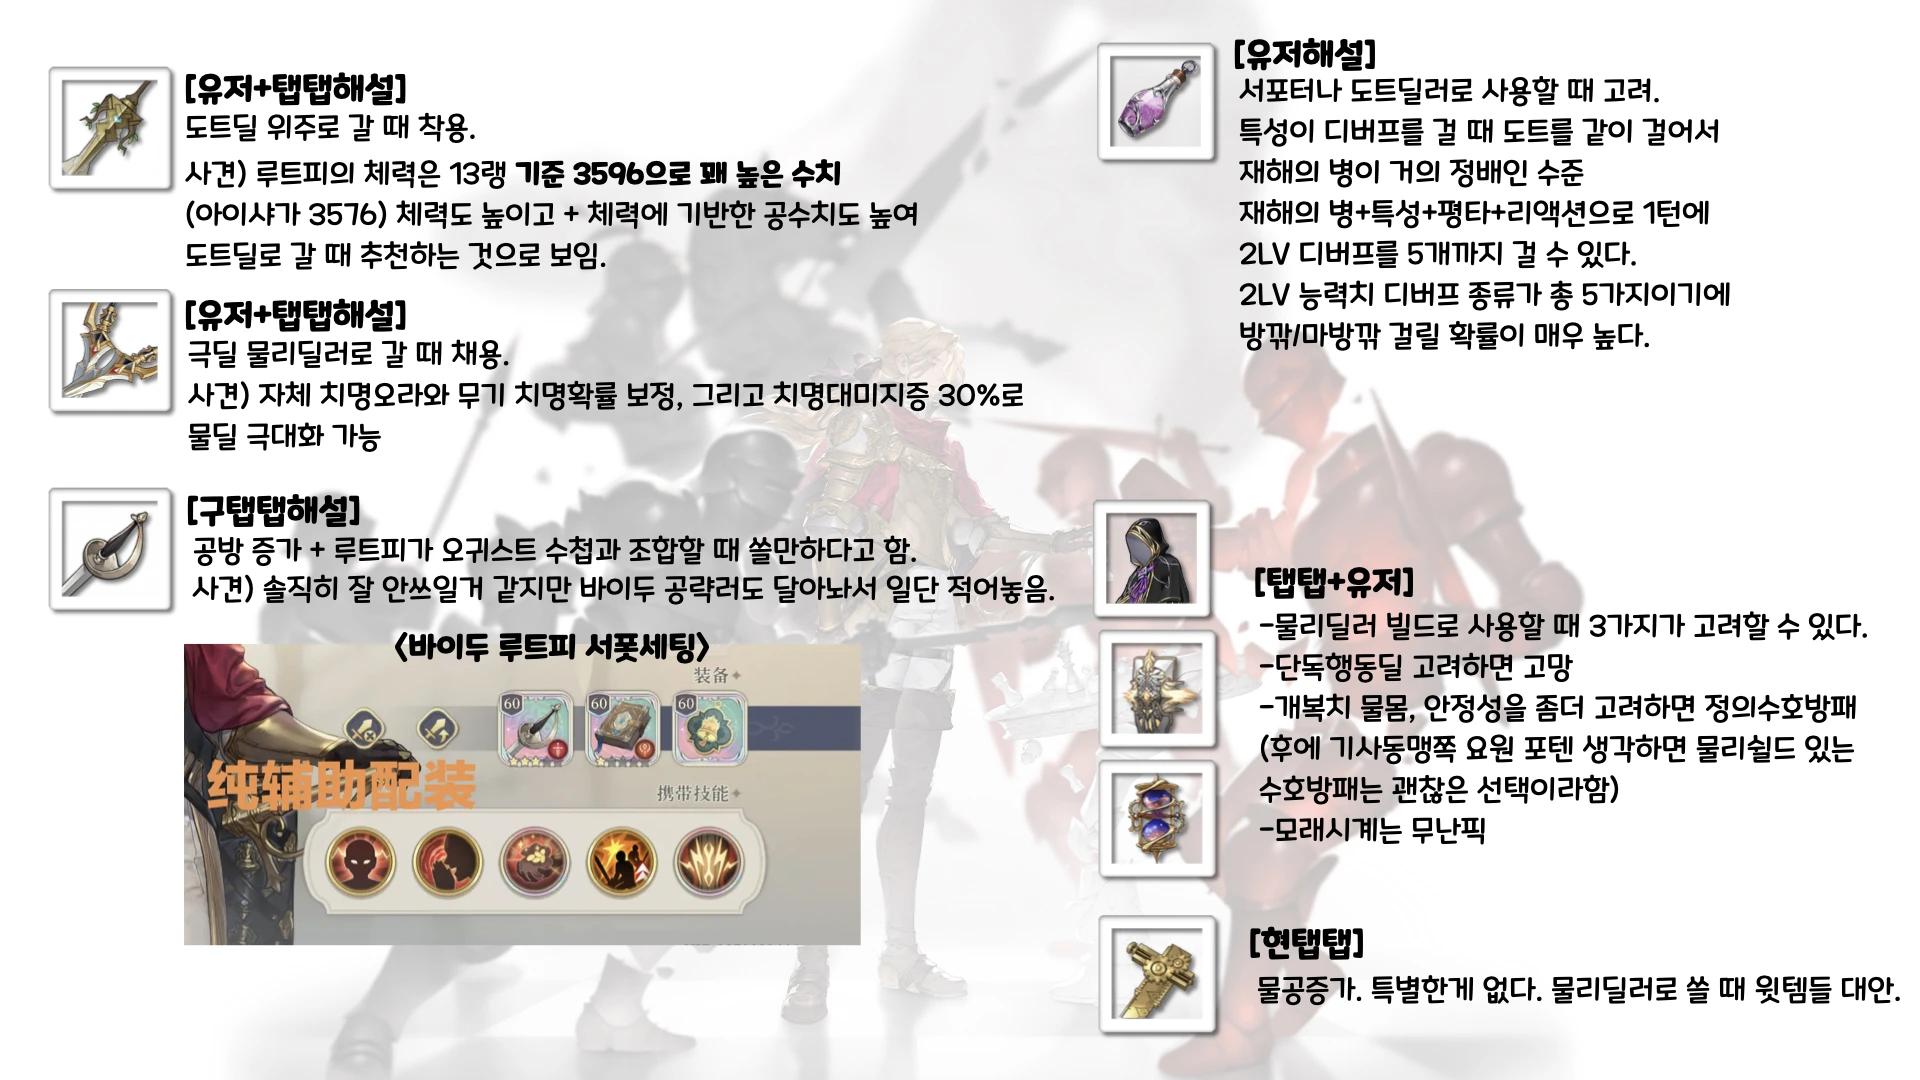 [유저+탭탭해설]
도트딜 위주로 갈 때 착용.
사견) 루트피의 체력은 13랭 기준 3596으로 꽤 높은 수치
(아이샤가 3576) 체력도 높이고 + 체력에 기반한 공수치도 높여
도트딜로 갈 때 추천하는 것으로 보임.
[유저+탭탭해설]
극딜 물리딜러로 갈 때 채용.
사견) 자체 치명오라와 무기 치명확률 보정, 그리고 치명대미지증 30%로
물딜 극대화 가능
[구탭탭해설]
공방 증가 + 루트피가 오귀스트 수첩과 조합할 때 쓸만하다고 함.
사견) 솔직히 잘 안쓰일거 같지만 바이두 공략러도 달아놔서 일단 적어놓음.
<바이두 루트피 서폿세팅>
装备
60
60
60
纯辅助配装
携带技能
[유저해설]
서포터나 도트딜러로 사용할 때 고려.
특성이 디버프를 걸 때 도트를 같이 걸어서
재해의 병이 거의 정배인 수준
재해의 병+특성+평타+리액션으로 1턴에
2LV 디버프를 5개까지 걸 수 있다.
2LV 능력치 디버프 종류가 총 5가지이기에
방깎/마방깎 걸릴 확률이 매우 높다.
[탭탭+유저]
-물리딜러 빌드로 사용할 때 3가지가 고려할 수 있다.
-단독행동딜 고려하면 고망
-개복치 물몸, 안정성을 좀더 고려하면 정의수호방패
(후에 기사동맹쪽 요원 포텐 생각하면 물리쉴드 있는
수호방패는 괜찮은 선택이라함)
-모래시계는 무난픽
[현탭탭]
물공증가. 특별한게 없다. 물리딜러로 쓸 때 윗템들 대안.